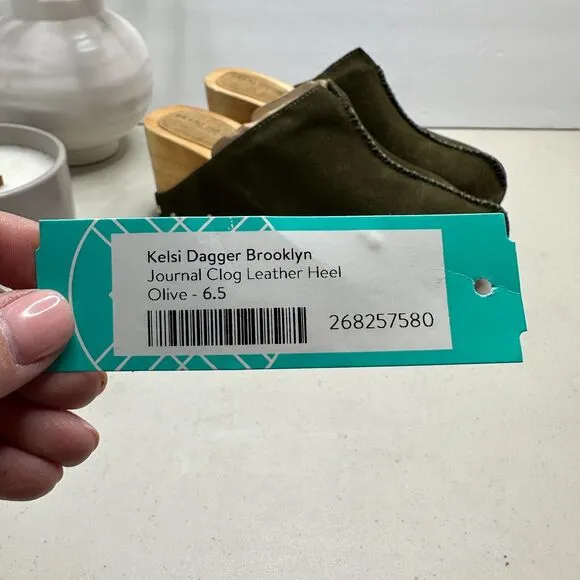 Kelsi Dagger Brooklyn
Journal Clog Leather Heel
Olive - 6.5
268257580